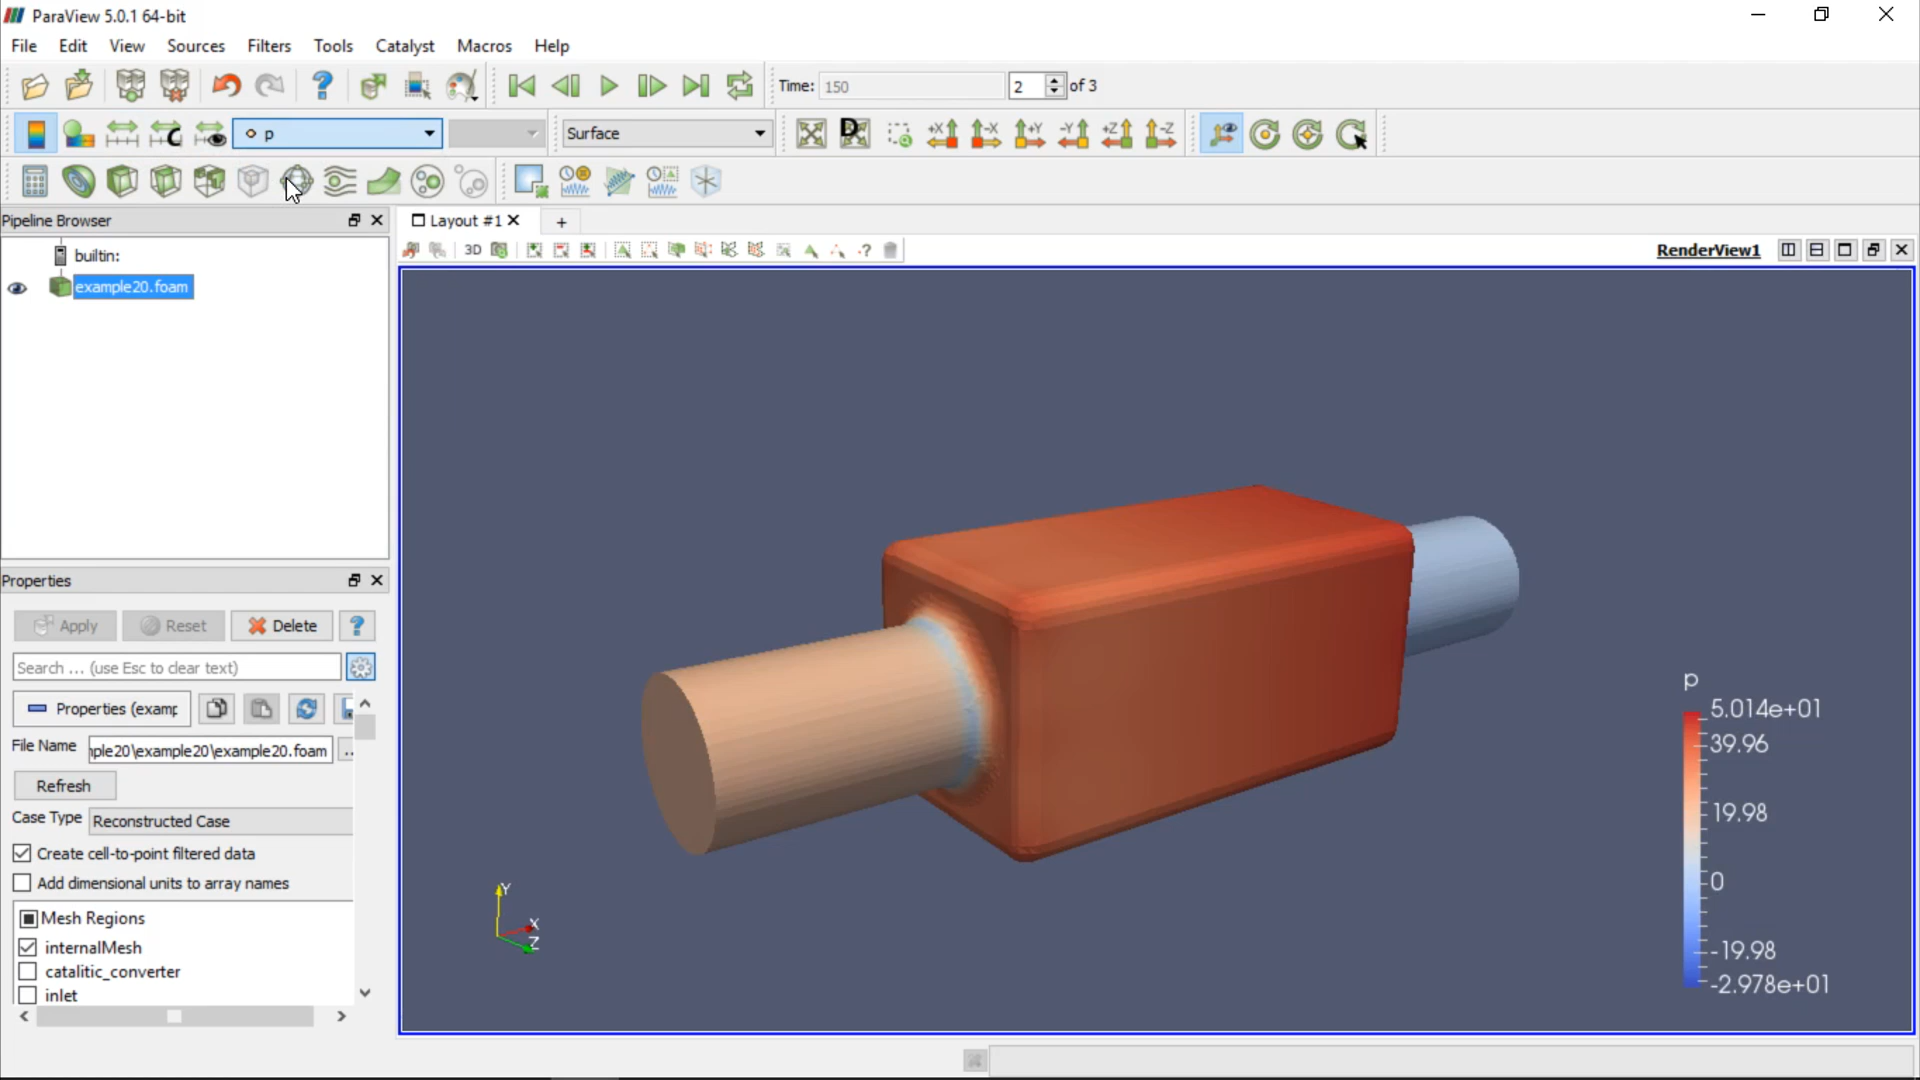 ParaView 5.0.1 64-bit
File Edit View Sources Filters Tools Catalyst Macros Help
Time: 150 2 of 3
p Surface +X -X +Y -Y +Z -Z
Pipeline Browser
builtin:
example20.foam
Layout #1
3D RenderView1
Properties
Apply Reset Delete
Search ... (use Esc to clear text)
Properties (examp
File Name ple20\example20\example20.foam ..
Refresh
Case Type Reconstructed Case
Create cell-to-point filtered data
Add dimensional units to array names
Mesh Regions
internalMesh
catalitic_converter
inlet
Y
X
Z
p
5.014e+01
39.96
19.98
0
-19.98
-2.978e+01